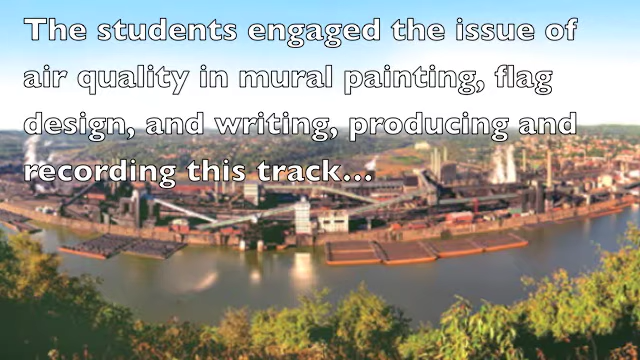 The students engaged the issue of
air quality in mural painting, flag
design, and writing, producing and
recording this track...